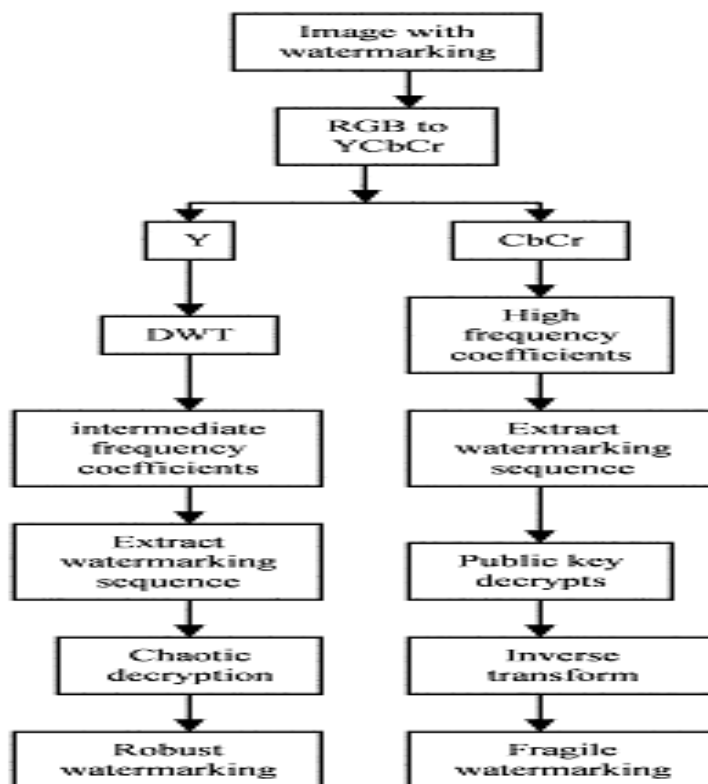 Image with
watermarking
RGB to
YCbCr
Y
CbCr
DWT
High
frequency
coefficients
intermediate
frequency
coefficients
Extract
watermarking
sequence
Extract
watermarking
sequence
Public key
decrypts
Chaotic
decryption
Inverse
transform
Robust
watermarking
Fragile
watermarking